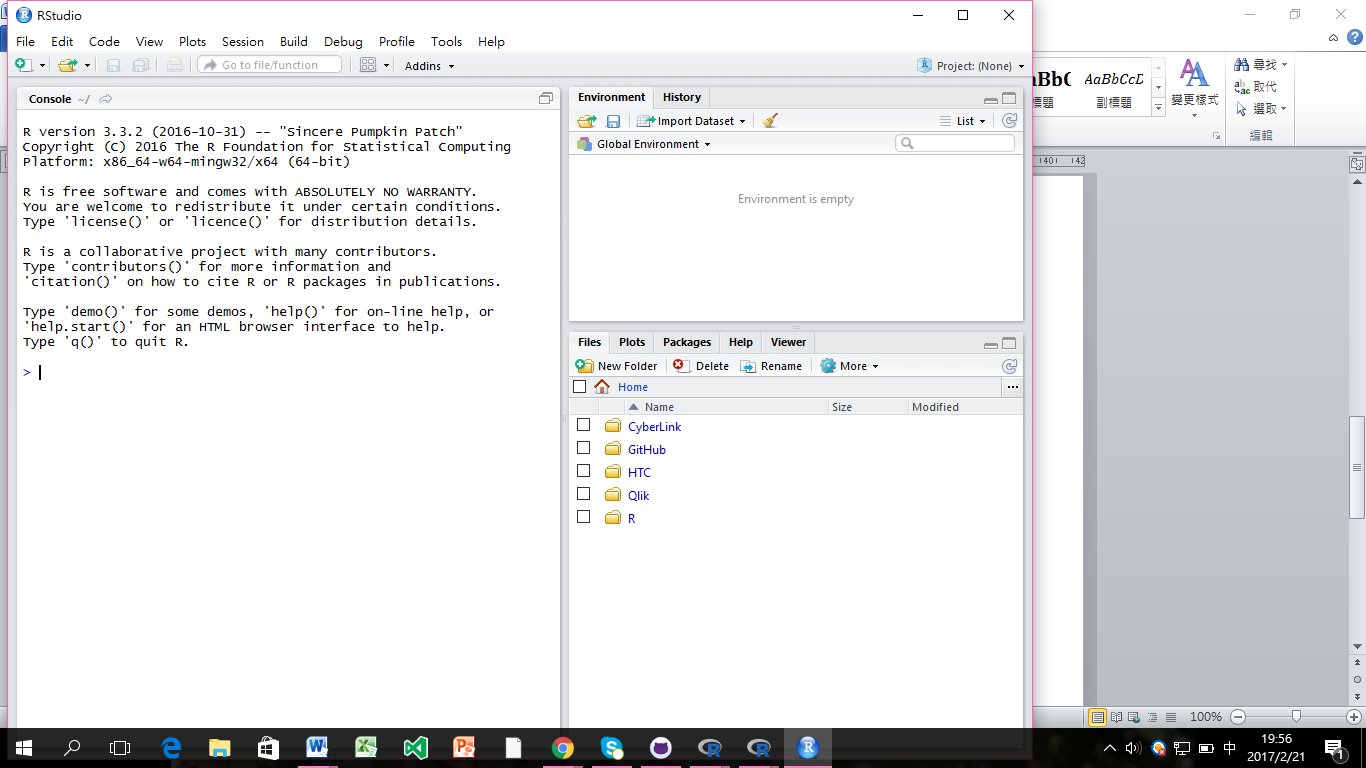 RStudio
File Edit Code View Plots Session Build Debug Profile Tools Help
Go to file/function Addins Project: (None)
Console ~/
R version 3.3.2 (2016-10-31) -- "Sincere Pumpkin Patch"
Copyright (C) 2016 The R Foundation for Statistical Computing
Platform: x86_64-w64-mingw32/x64 (64-bit)
R is free software and comes with ABSOLUTELY NO WARRANTY.
You are welcome to redistribute it under certain conditions.
Type 'license()' or 'licence()' for distribution details.
R is a collaborative project with many contributors.
Type 'contributors()' for more information and
'citation()' on how to cite R or R packages in publications.
Type 'demo()' for some demos, 'help()' for on-line help, or
'help.start()' for an HTML browser interface to help.
Type 'q()' to quit R.
>
Environment History
Import Dataset List
Global Environment
Environment is empty
Files Plots Packages Help Viewer
New Folder Delete Rename More
Home ...
Name Size Modified
CyberLink
GitHub
HTC
Qlik
R
AaBbCcD
標題 副標題 變更樣式
尋找
取代
選取
編輯
40 42
100%
中
19:56
2017/2/21
1